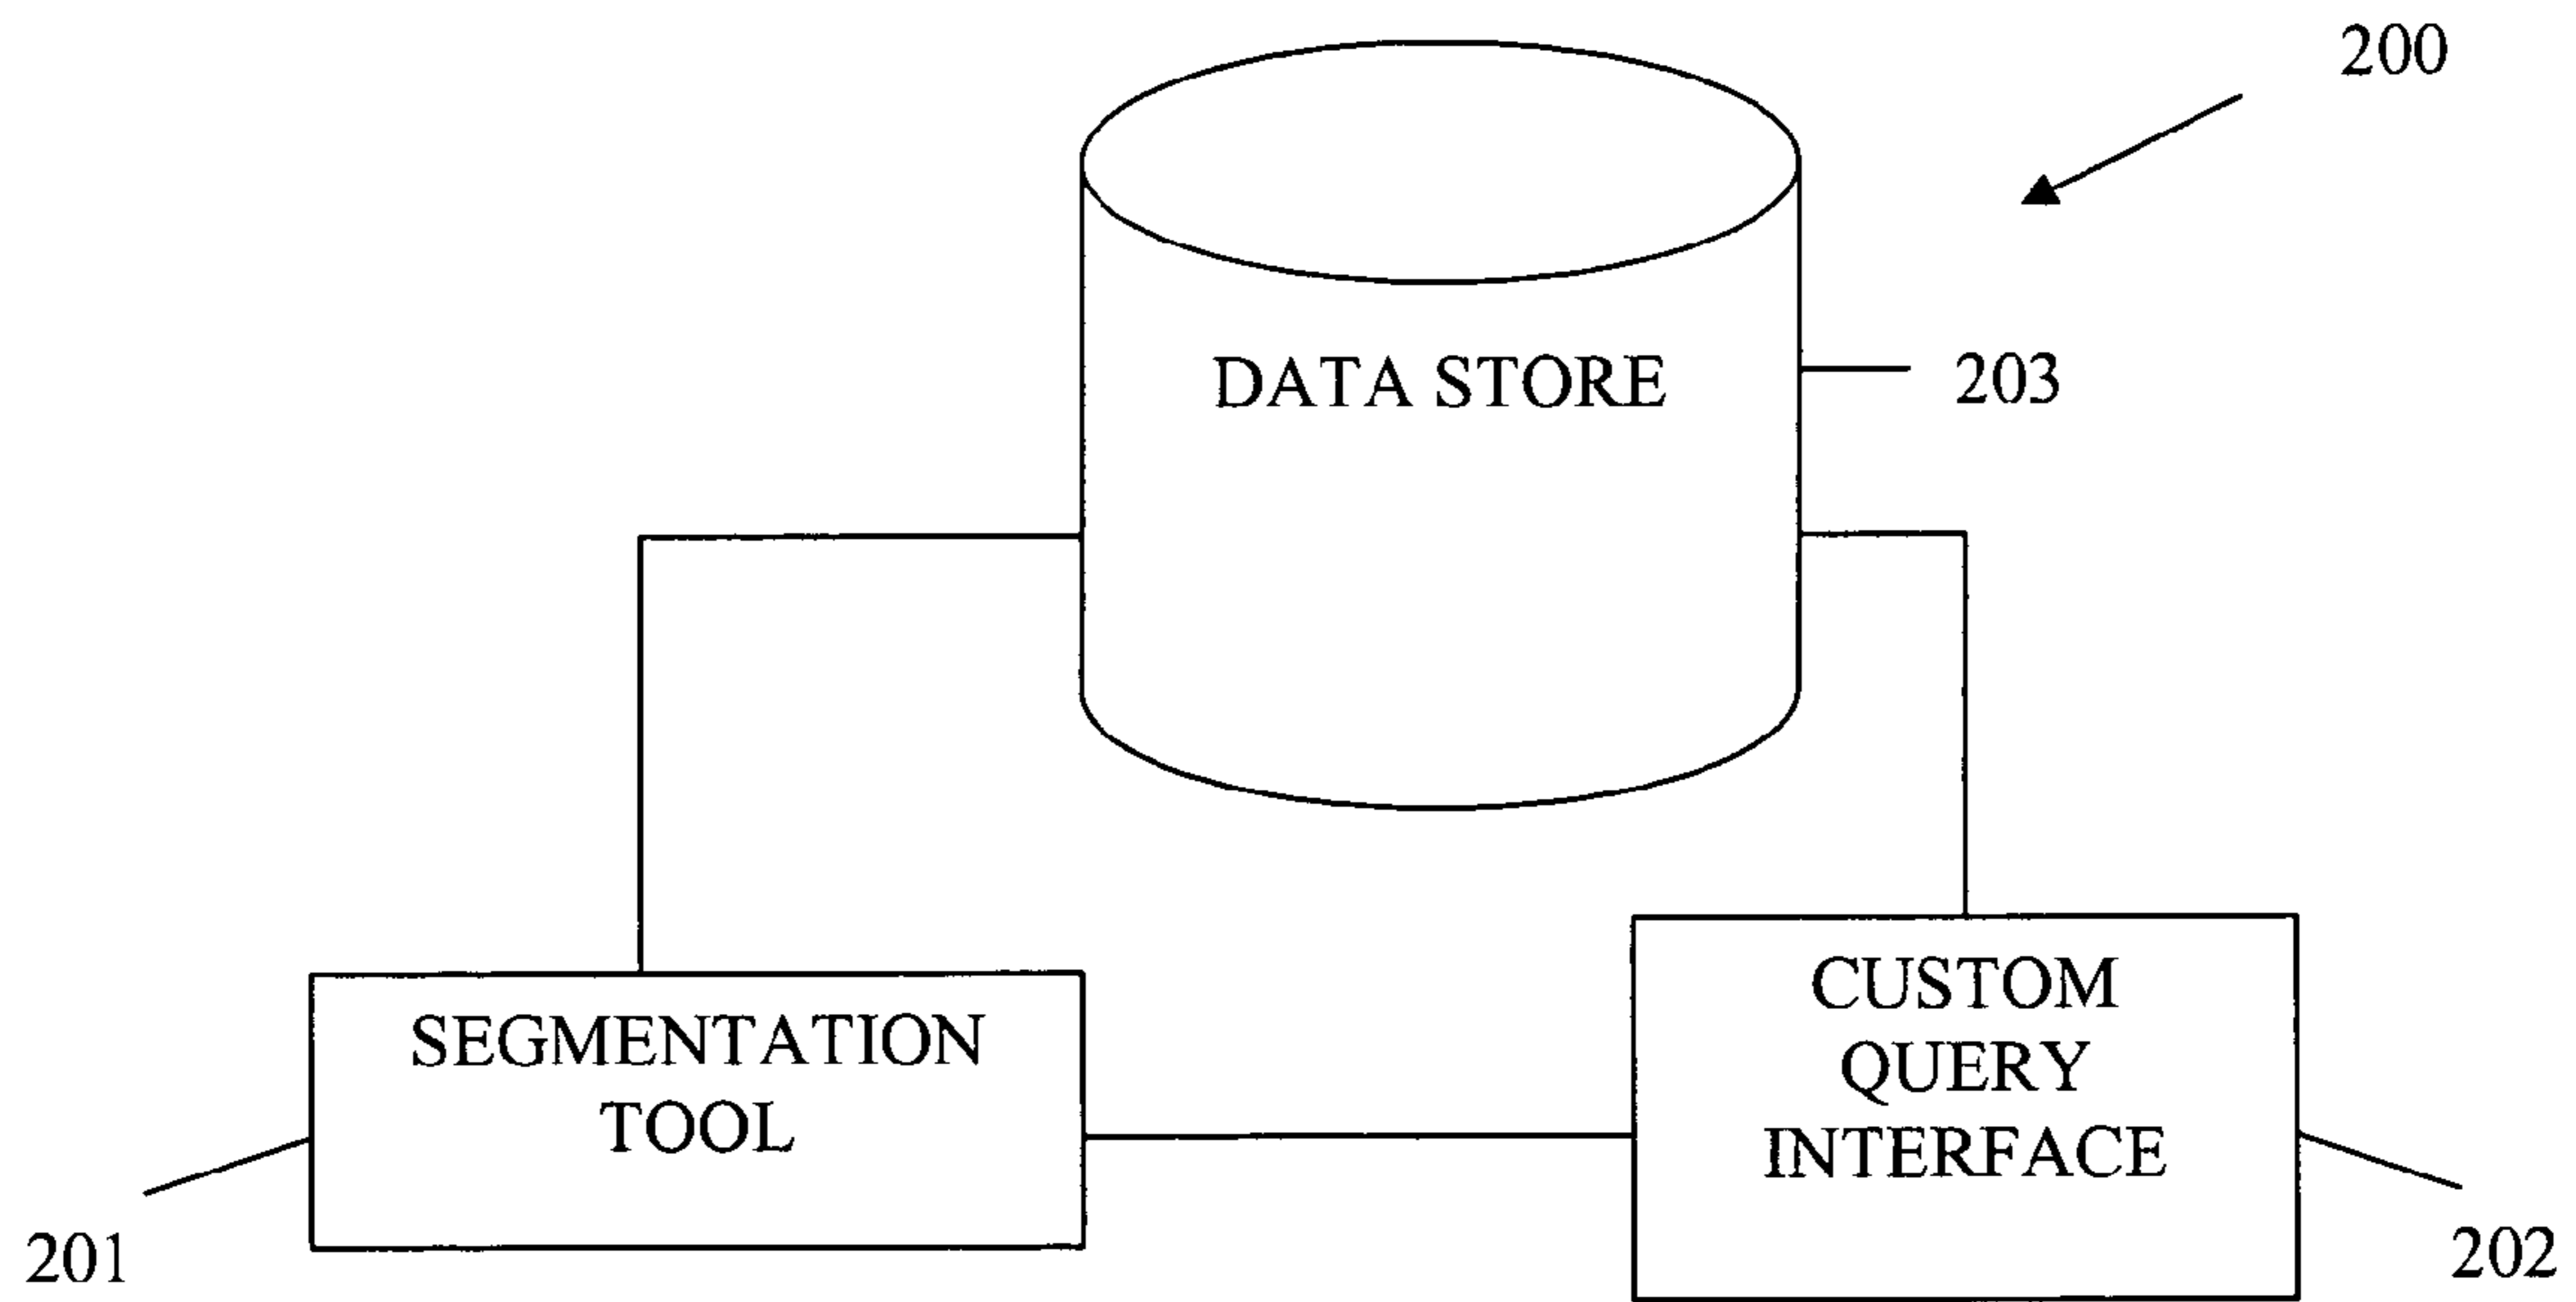 200
DATA STORE
203
SEGMENTATION
TOOL
CUSTOM
QUERY
INTERFACE
201
202